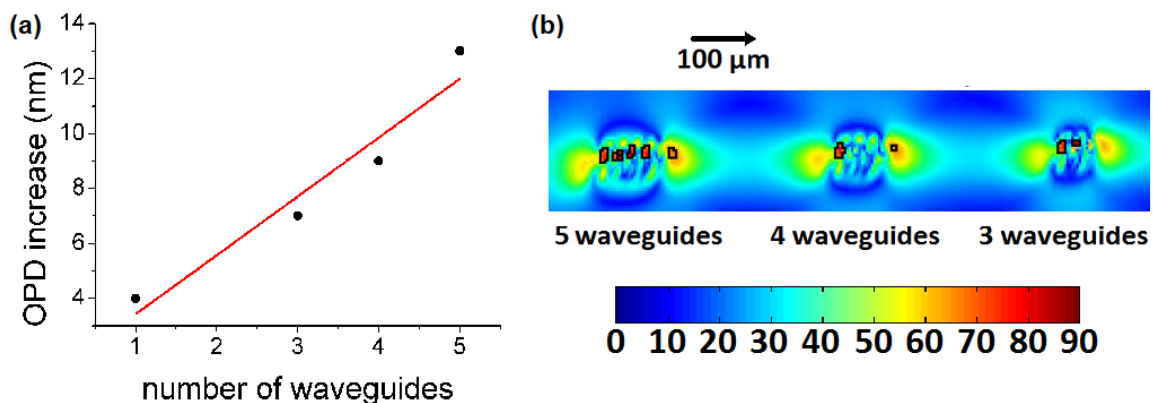 (a)
14
12
10
8
6
4
OPD increase (nm)
1 2 3 4 5
number of waveguides
(b)
100 µm
5 waveguides 4 waveguides 3 waveguides
0 10 20 30 40 50 60 70 80 90